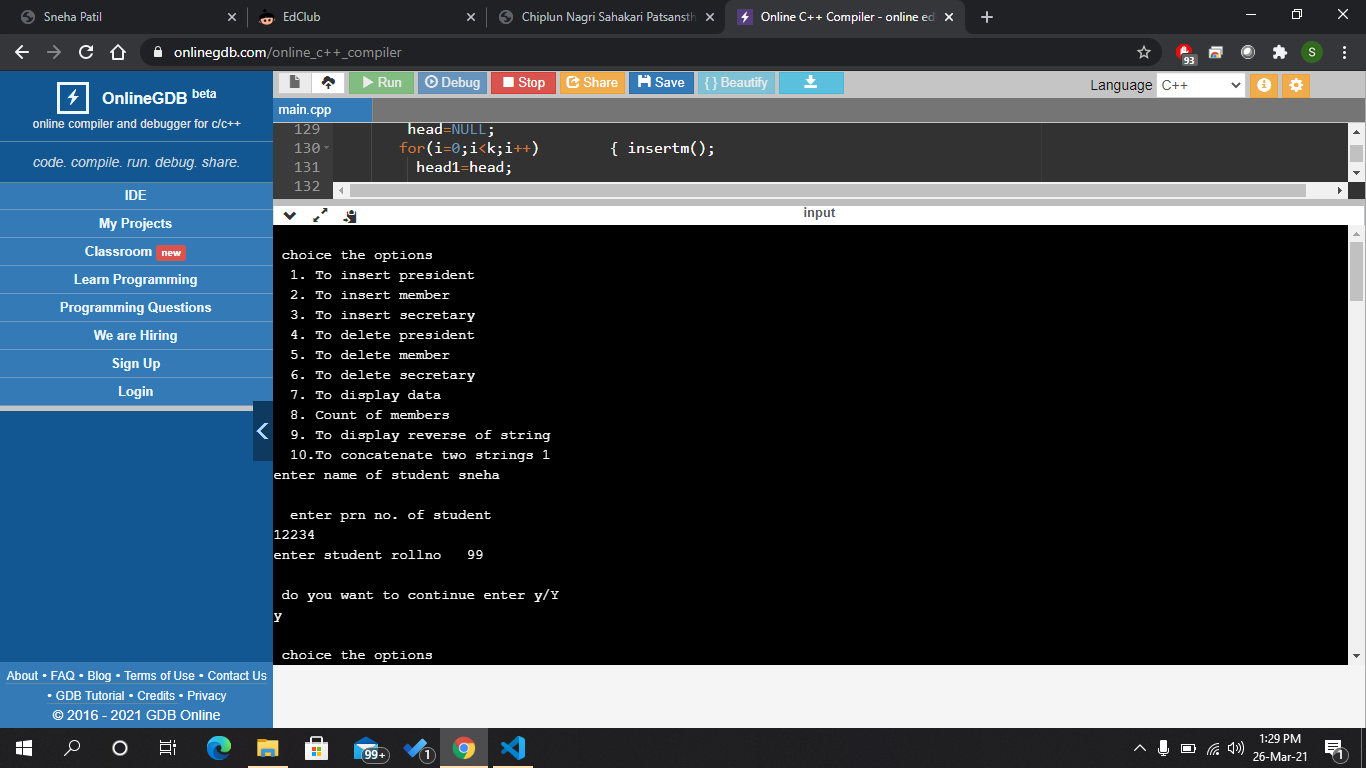 Sneha Patil
EdClub
Chiplun Nagri Sahakari Patsansth
Online C++ Compiler - online ed
onlinegdb.com/online_c++_compiler
93
S
OnlineGDB beta
online compiler and debugger for c/c++
code. compile. run. debug. share.
IDE
My Projects
Classroom new
Learn Programming
Programming Questions
We are Hiring
Sign Up
Login
About • FAQ • Blog • Terms of Use • Contact Us
• GDB Tutorial • Credits • Privacy
© 2016 - 2021 GDB Online
Run Debug Stop Share Save { } Beautify
Language C++
main.cpp
129 head=NULL;
130 for(i=0;i<k;i++) { insertm();
131 head1=head;
132
input
choice the options
1. To insert president
2. To insert member
3. To insert secretary
4. To delete president
5. To delete member
6. To delete secretary
7. To display data
8. Count of members
9. To display reverse of string
10.To concatenate two strings 1
enter name of student sneha
enter prn no. of student
12234
enter student rollno 99
do you want to continue enter y/Y
y
choice the options
99+
1
1:29 PM
26-Mar-21
1